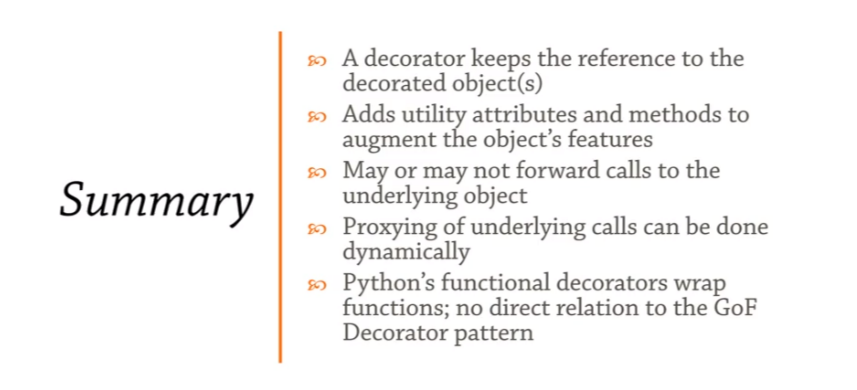 Summary
A decorator keeps the reference to the
decorated object(s)
Adds utility attributes and methods to
augment the object's features
May or may not forward calls to the
underlying object
Proxying of underlying calls can be done
dynamically
Python's functional decorators wrap
functions; no direct relation to the GoF
Decorator pattern